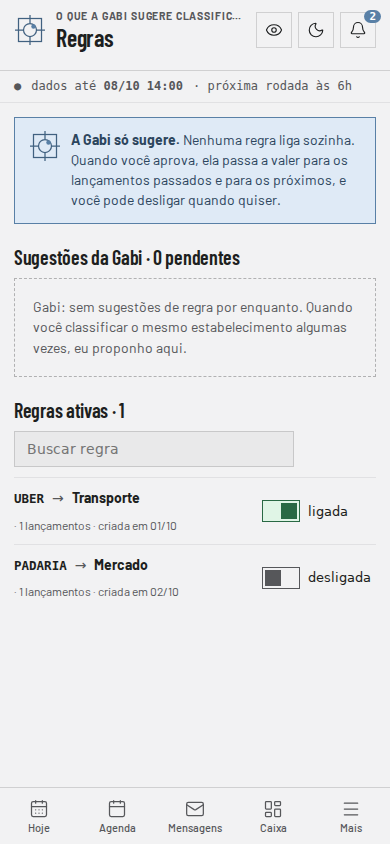 O QUE A GABI SUGERE CLASSIFIC...
Regras
2
● dados até 08/10 14:00 · próxima rodada às 6h
A Gabi só sugere. Nenhuma regra liga sozinha.
Quando você aprova, ela passa a valer para os
lançamentos passados e para os próximos, e
você pode desligar quando quiser.
Sugestões da Gabi · 0 pendentes
Gabi: sem sugestões de regra por enquanto. Quando
você classificar o mesmo estabelecimento algumas
vezes, eu proponho aqui.
Regras ativas · 1
Buscar regra
UBER → Transporte
· 1 lançamentos · criada em 01/10
ligada
PADARIA → Mercado
· 1 lançamentos · criada em 02/10
desligada
Hoje
Agenda
Mensagens
Caixa
Mais